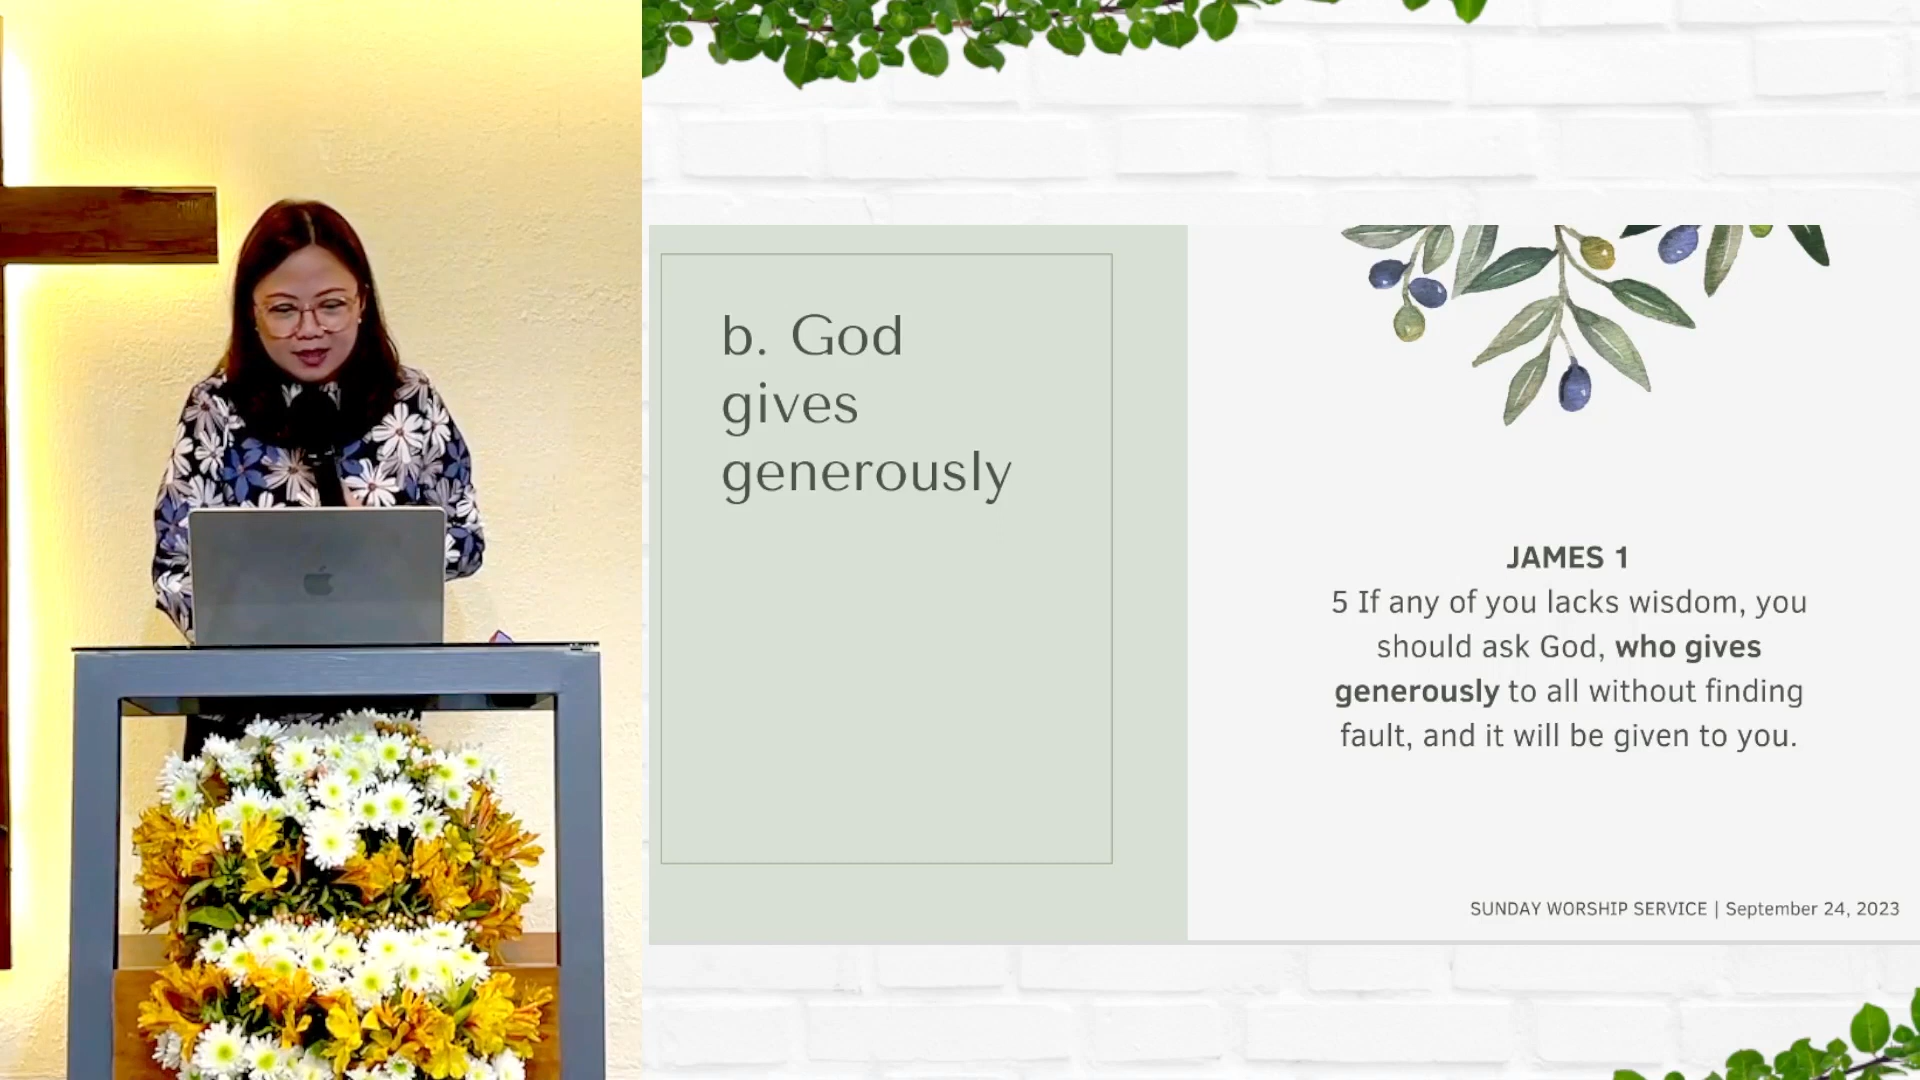 b. God
gives
generously
JAMES 1
5 If any of you lacks wisdom, you
should ask God, who gives
generously to all without finding
fault, and it will be given to you.
SUNDAY WORSHIP SERVICE | September 24, 2023